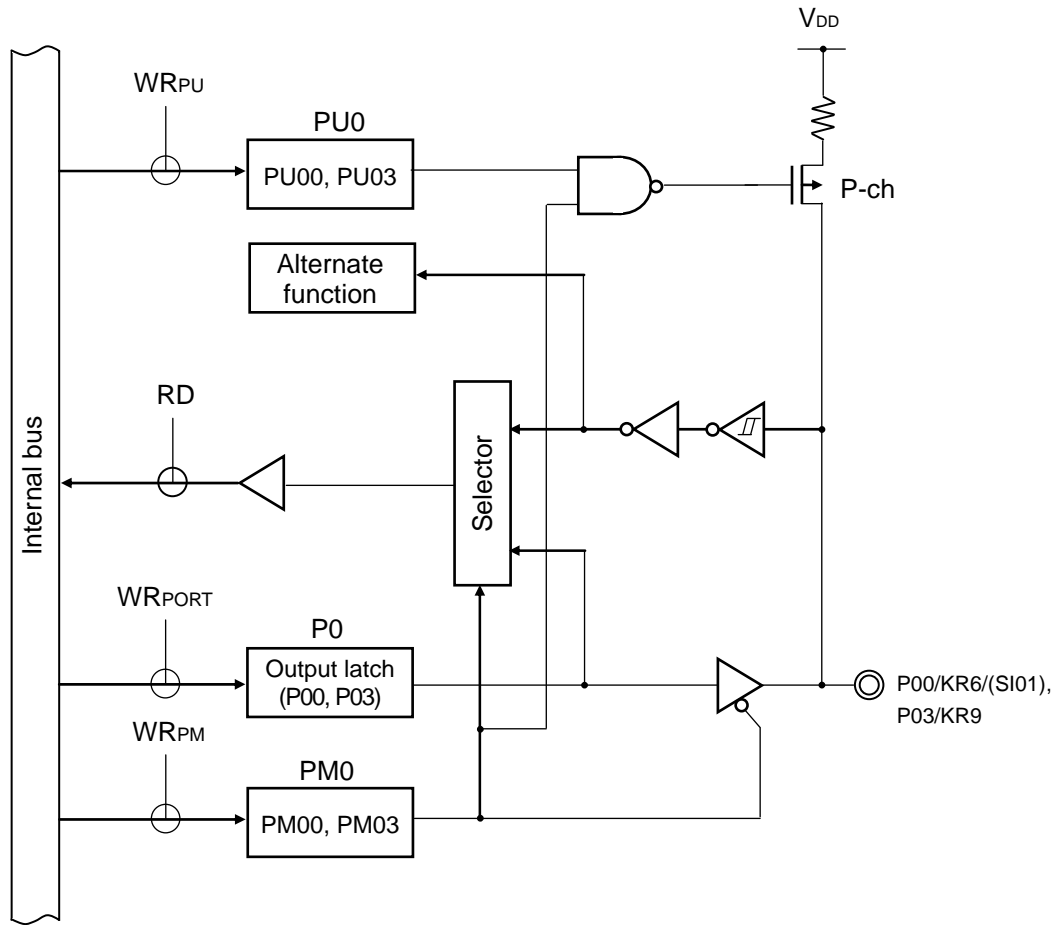 VDD
WRPU
PU0
PU00, PU03
P-ch
Alternate
function
RD
Selector
Internal bus
WRPORT
P0
Output latch
(P00, P03)
P00/KR6/(SI01),
P03/KR9
WRPM
PM0
PM00, PM03